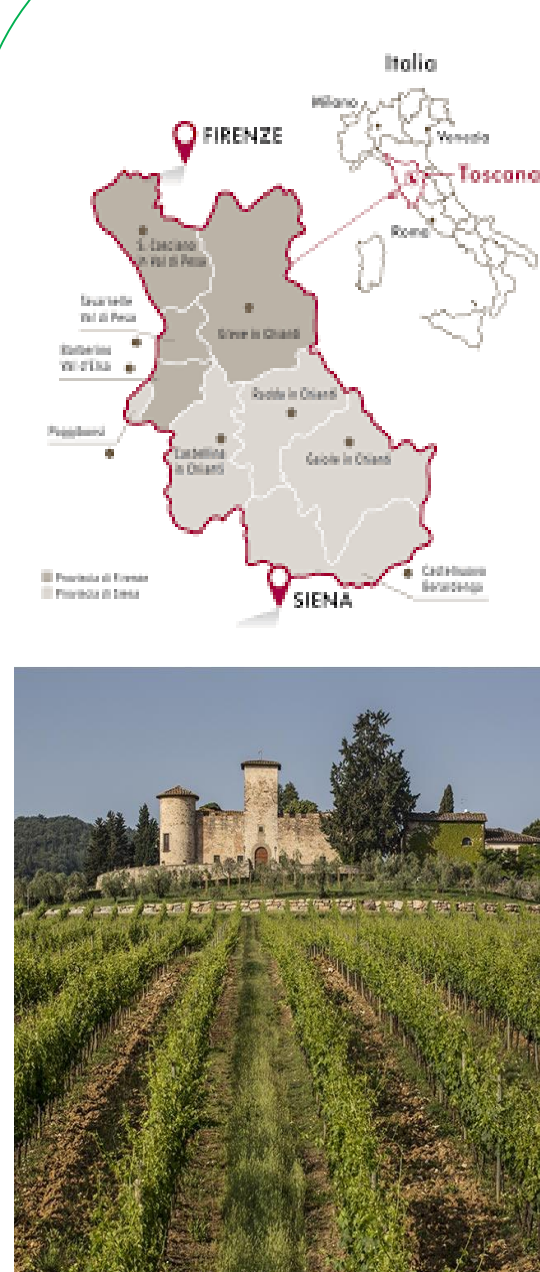 Italia
Milano
Venezia
FIRENZE
Toscana
Roma
S. Casciano
in Val di Pesa
Tavarnelle
Val di Pesa
Greve in Chianti
Barberino
Val d'Elsa
Radda in Chianti
Poggibonsi
Castellina
in Chianti
Gaiole in Chianti
Castelnuovo
Berardenga
Provincia di Firenze
Provincia di Siena
SIENA